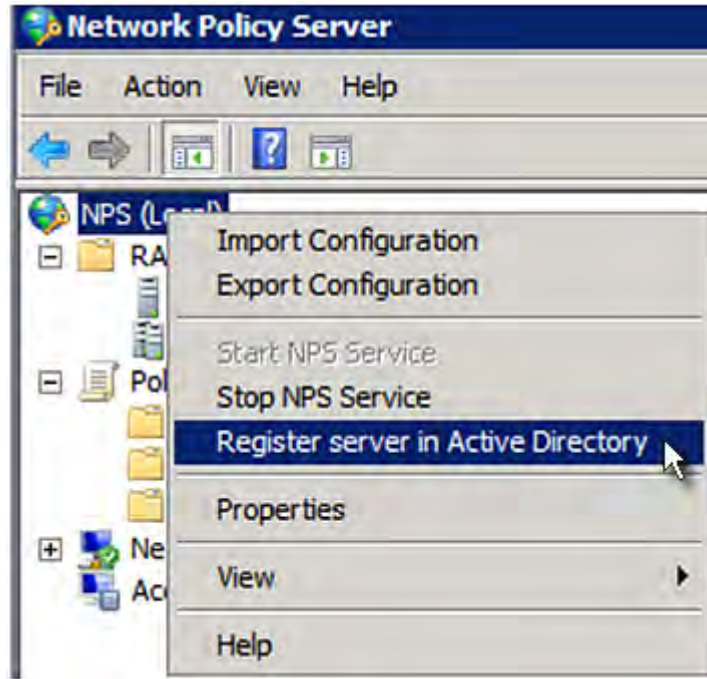 Network Policy Server
File Action View Help
NPS (Local)
RA
Pol
Ne
Ac
Import Configuration
Export Configuration
Start NPS Service
Stop NPS Service
Register server in Active Directory
Properties
View
Help